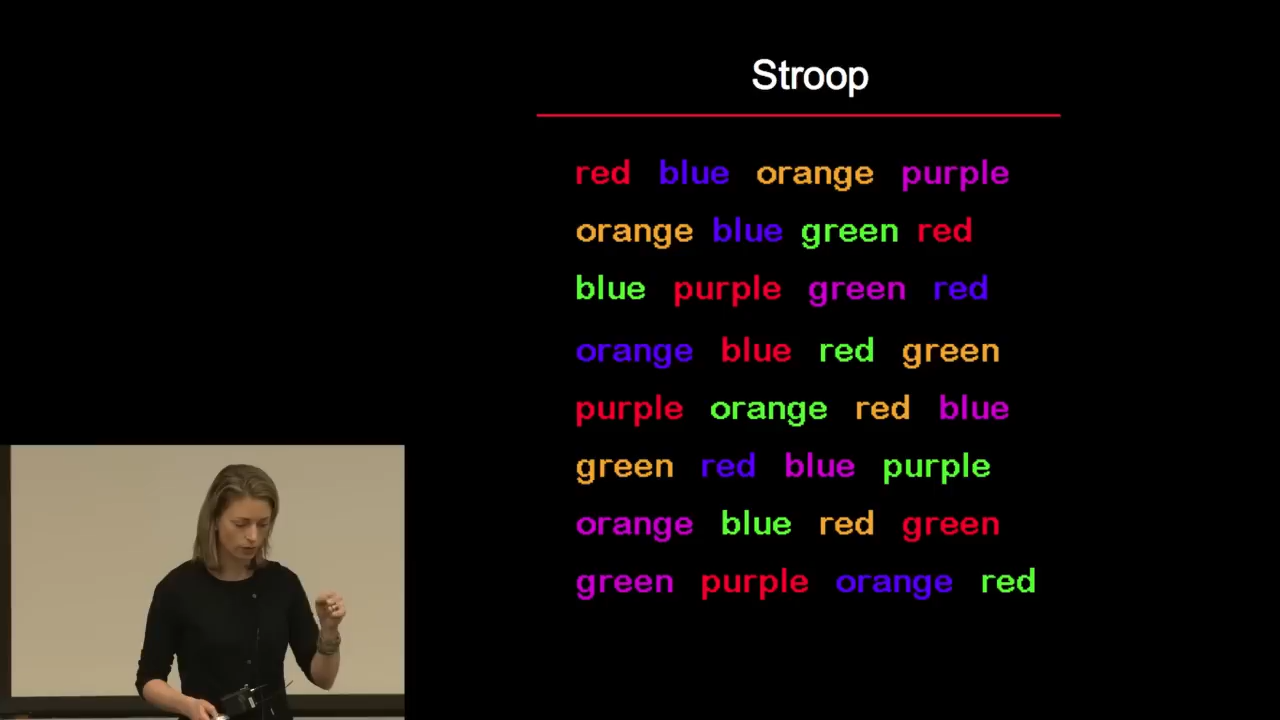 Stroop
red blue orange purple
orange blue green red
blue purple green red
orange blue red green
purple orange red blue
green red blue purple
orange blue red green
green purple orange red